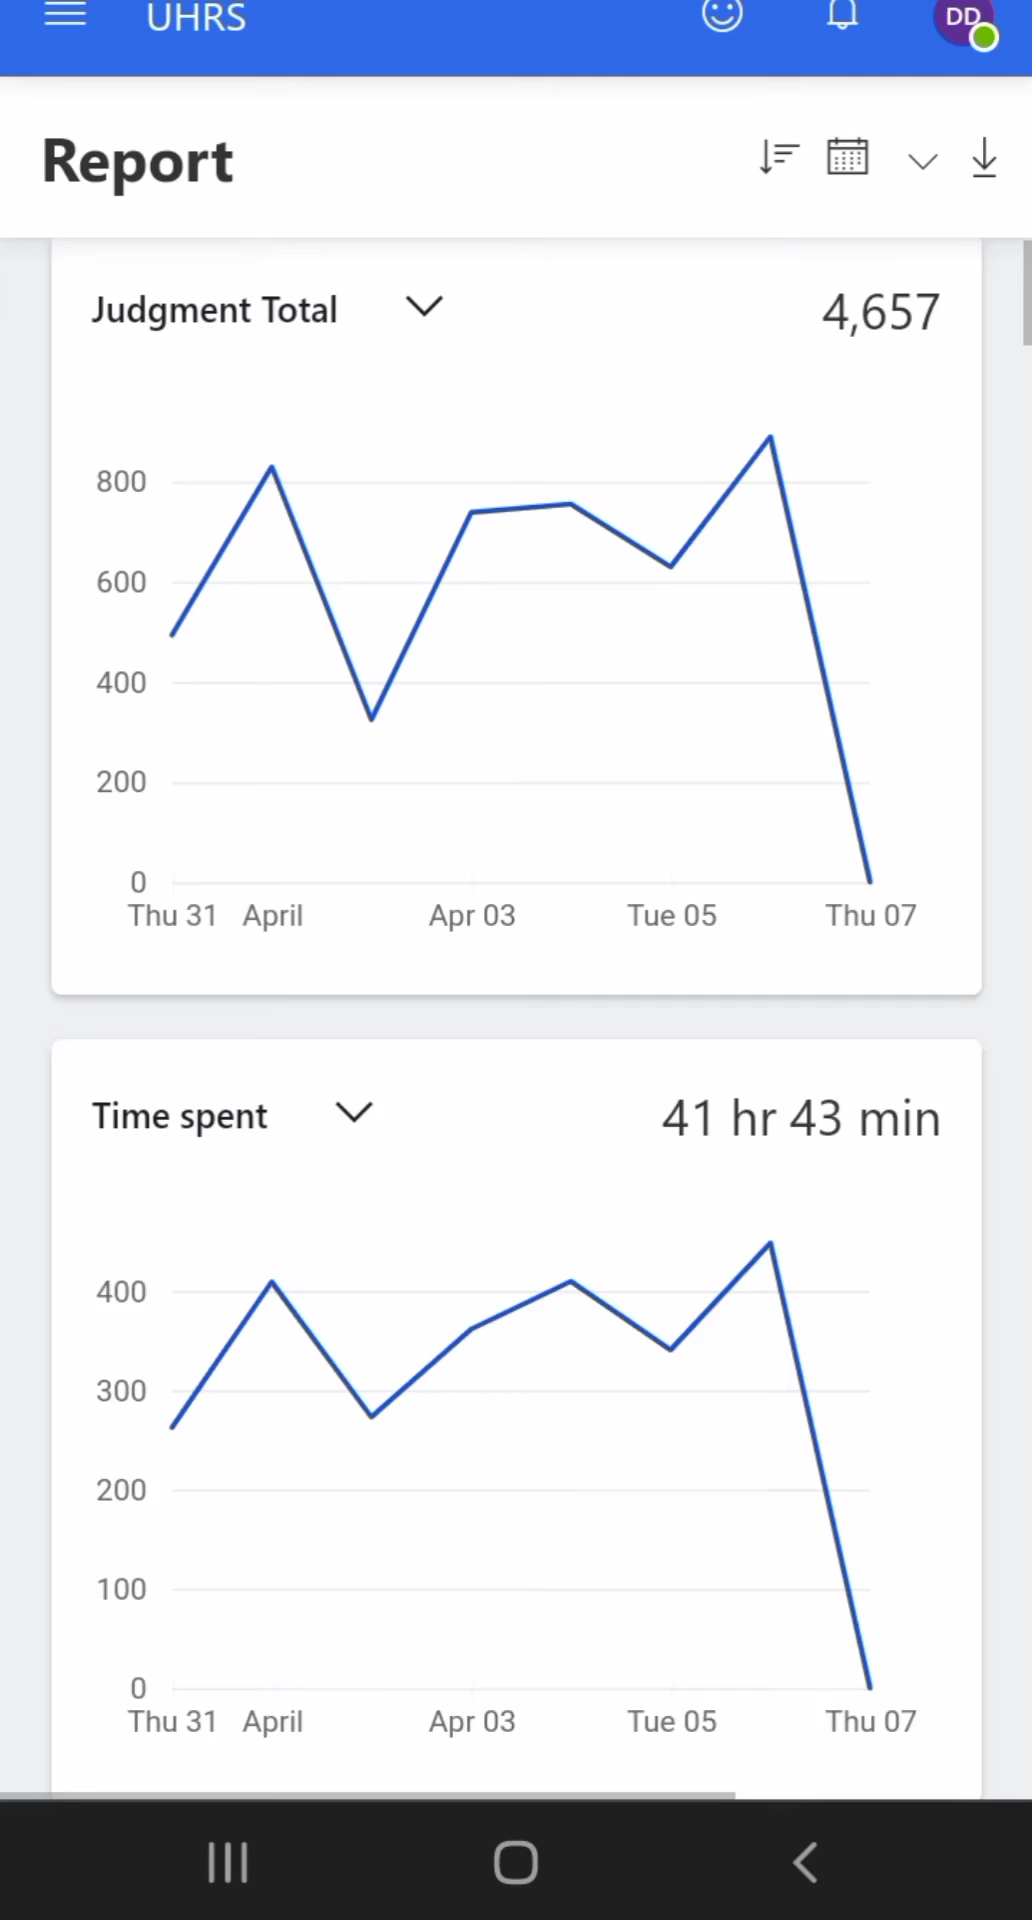 UHRS
DD
Report
Judgment Total 4,657
800
600
400
200
0
Thu 31 April Apr 03 Tue 05 Thu 07
Time spent 41 hr 43 min
400
300
200
100
0
Thu 31 April Apr 03 Tue 05 Thu 07